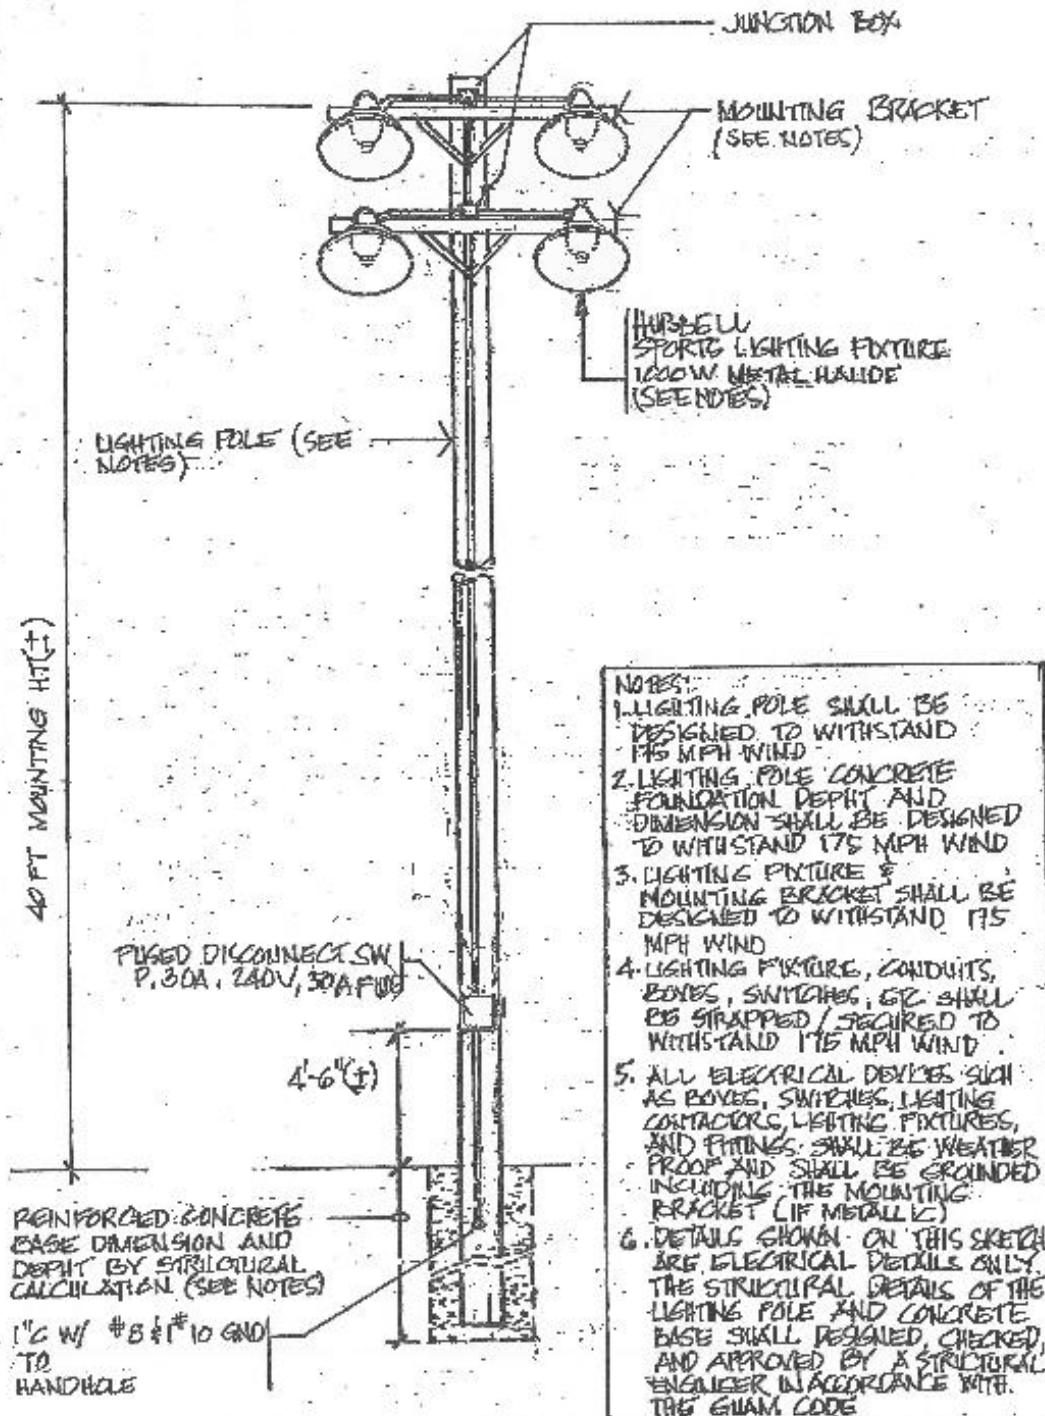 JUNCTION BOX
MOUNTING BRACKET
(SEE NOTES)
HUBBELL
SPORTS LIGHTING FIXTURE
1000W METAL HALIDE
(SEE NOTES)
LIGHTING POLE (SEE
NOTES)
40 FT MOUNTING HT(±)
FUSED DISCONNECT SW
P, 30A, 240V, 30A FUS
4'-6"(±)
REINFORCED CONCRETE
BASE DIMENSION AND
DEPHT BY STRUCTURAL
CALCULATION (SEE NOTES)
1"C W/ #8 & 1#10 GND
TO
HANDHOLE
NOTES:
1. LIGHTING POLE SHALL BE
DESIGNED TO WITHSTAND
175 MPH WIND
2. LIGHTING POLE CONCRETE
FOUNDATION DEPHT AND
DIMENSION SHALL BE DESIGNED
TO WITHSTAND 175 MPH WIND
3. LIGHTING FIXTURE &
MOUNTING BRACKET SHALL BE
DESIGNED TO WITHSTAND 175
MPH WIND
4. LIGHTING FIXTURE, CONDUITS,
BOXES, SWITCHES, ETC SHALL
BE STRAPPED / SECURED TO
WITHSTAND 175 MPH WIND.
5. ALL ELECTRICAL DEVICES SUCH
AS BOXES, SWITCHES, LIGHTING
CONTACTORS, LIGHTING FIXTURES,
AND FITTINGS SHALL BE WEATHER
PROOF AND SHALL BE GROUNDED
INCLUDING THE MOUNTING
BRACKET (IF METALLIC)
6. DETAILS SHOWN ON THIS SKETCH
ARE ELECTRICAL DETAILS ONLY.
THE STRUCTURAL DETAILS OF THE
LIGHTING POLE AND CONCRETE
BASE SHALL DESIGNED, CHECKED,
AND APPROVED BY A STRUCTURAL
ENGINEER IN ACCORDANCE WITH
THE GUAM CODE